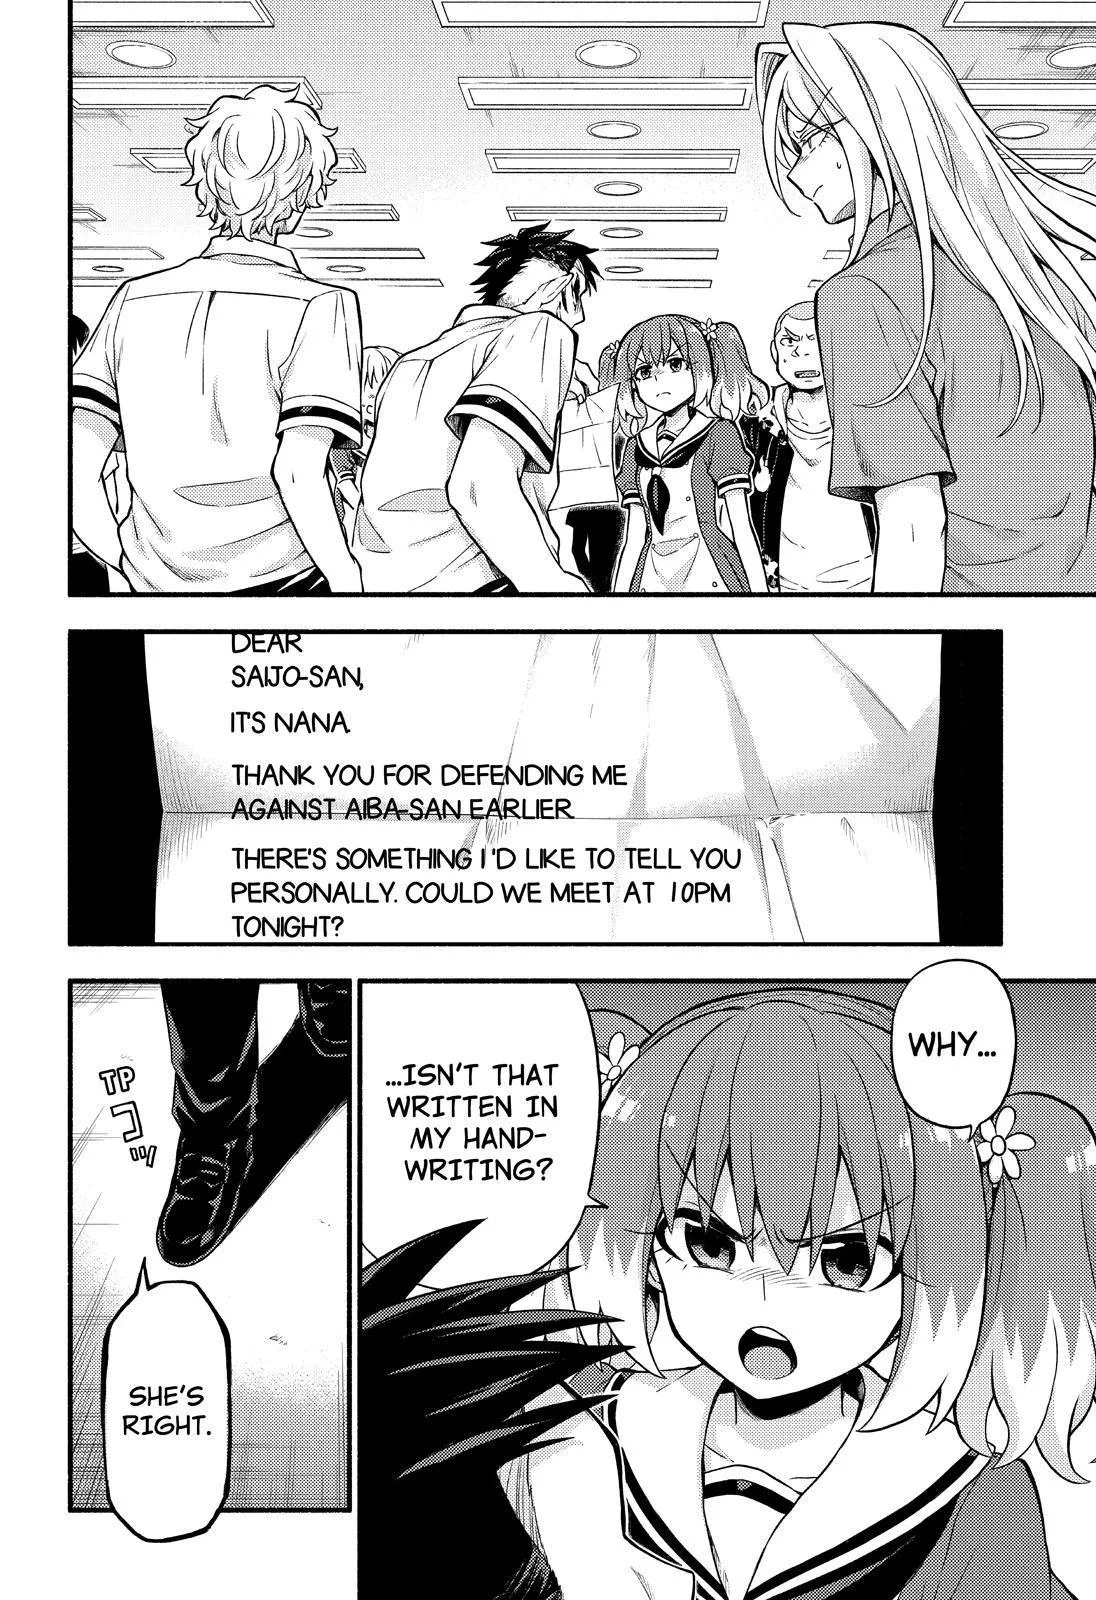 DEAR
SAIJO-SAN,
IT'S NANA.
THANK YOU FOR DEFENDING ME
AGAINST AIBA-SAN EARLIER.
THERE'S SOMETHING I'D LIKE TO TELL YOU
PERSONALLY. COULD WE MEET AT 10PM
TONIGHT?
WHY...
...ISN'T THAT
WRITTEN IN
MY HAND-
WRITING?
TP
コッ
SHE'S
RIGHT.